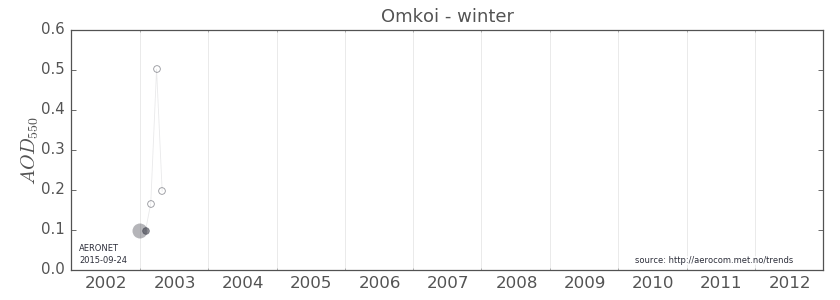 Omkoi - winter
0.6
0.5
0.4
0.3
0.2
0.1
0.0
AOD550
AERONET
2015-09-24
source: http://aerocom.met.no/trends
2002 2003 2004 2005 2006 2007 2008 2009 2010 2011 2012